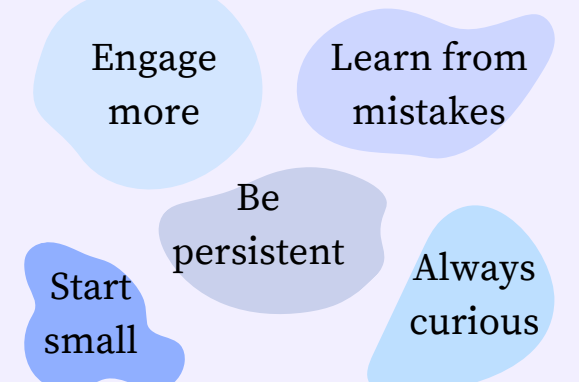 Engage
more
Learn from
mistakes
Be
persistent
Always
curious
Start
small